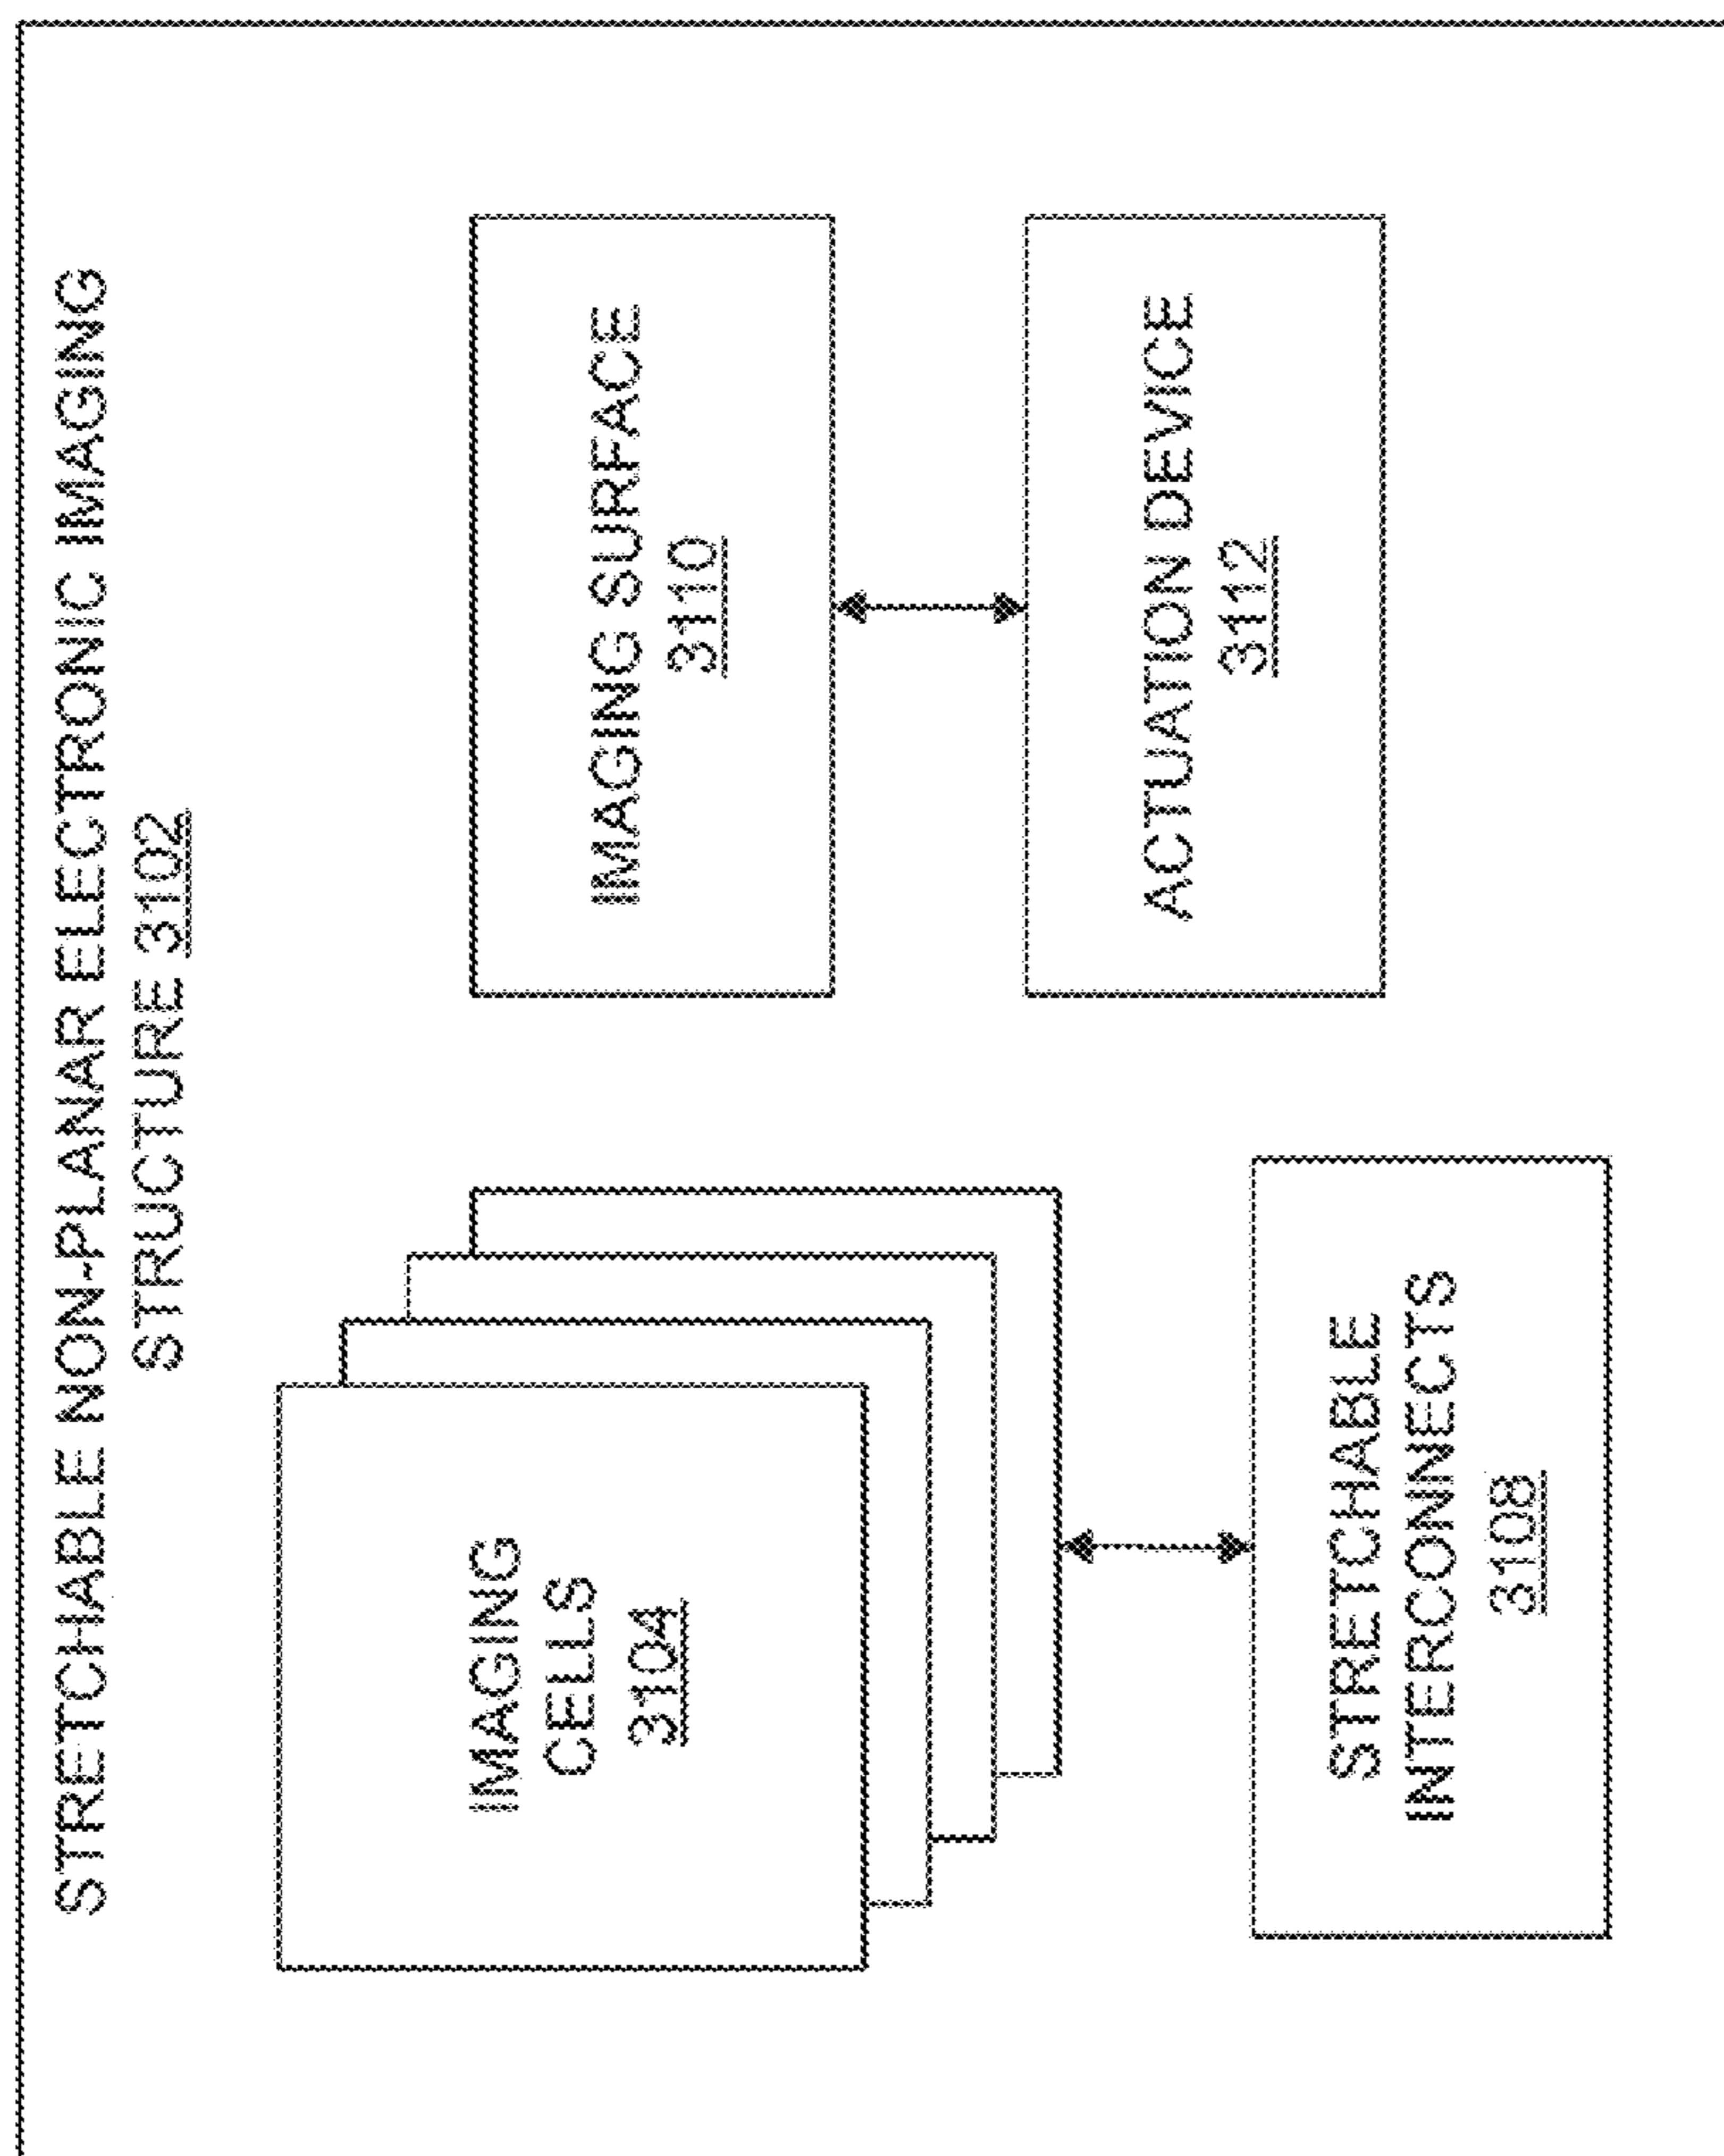 STRETCHABLE NON-PLANAR ELECTRONIC IMAGING
STRUCTURE 3102
IMAGING
CELLS
3104
STRETCHABLE
INTERCONNECTS
3108
IMAGING SURFACE
3110
ACTUATION DEVICE
3112